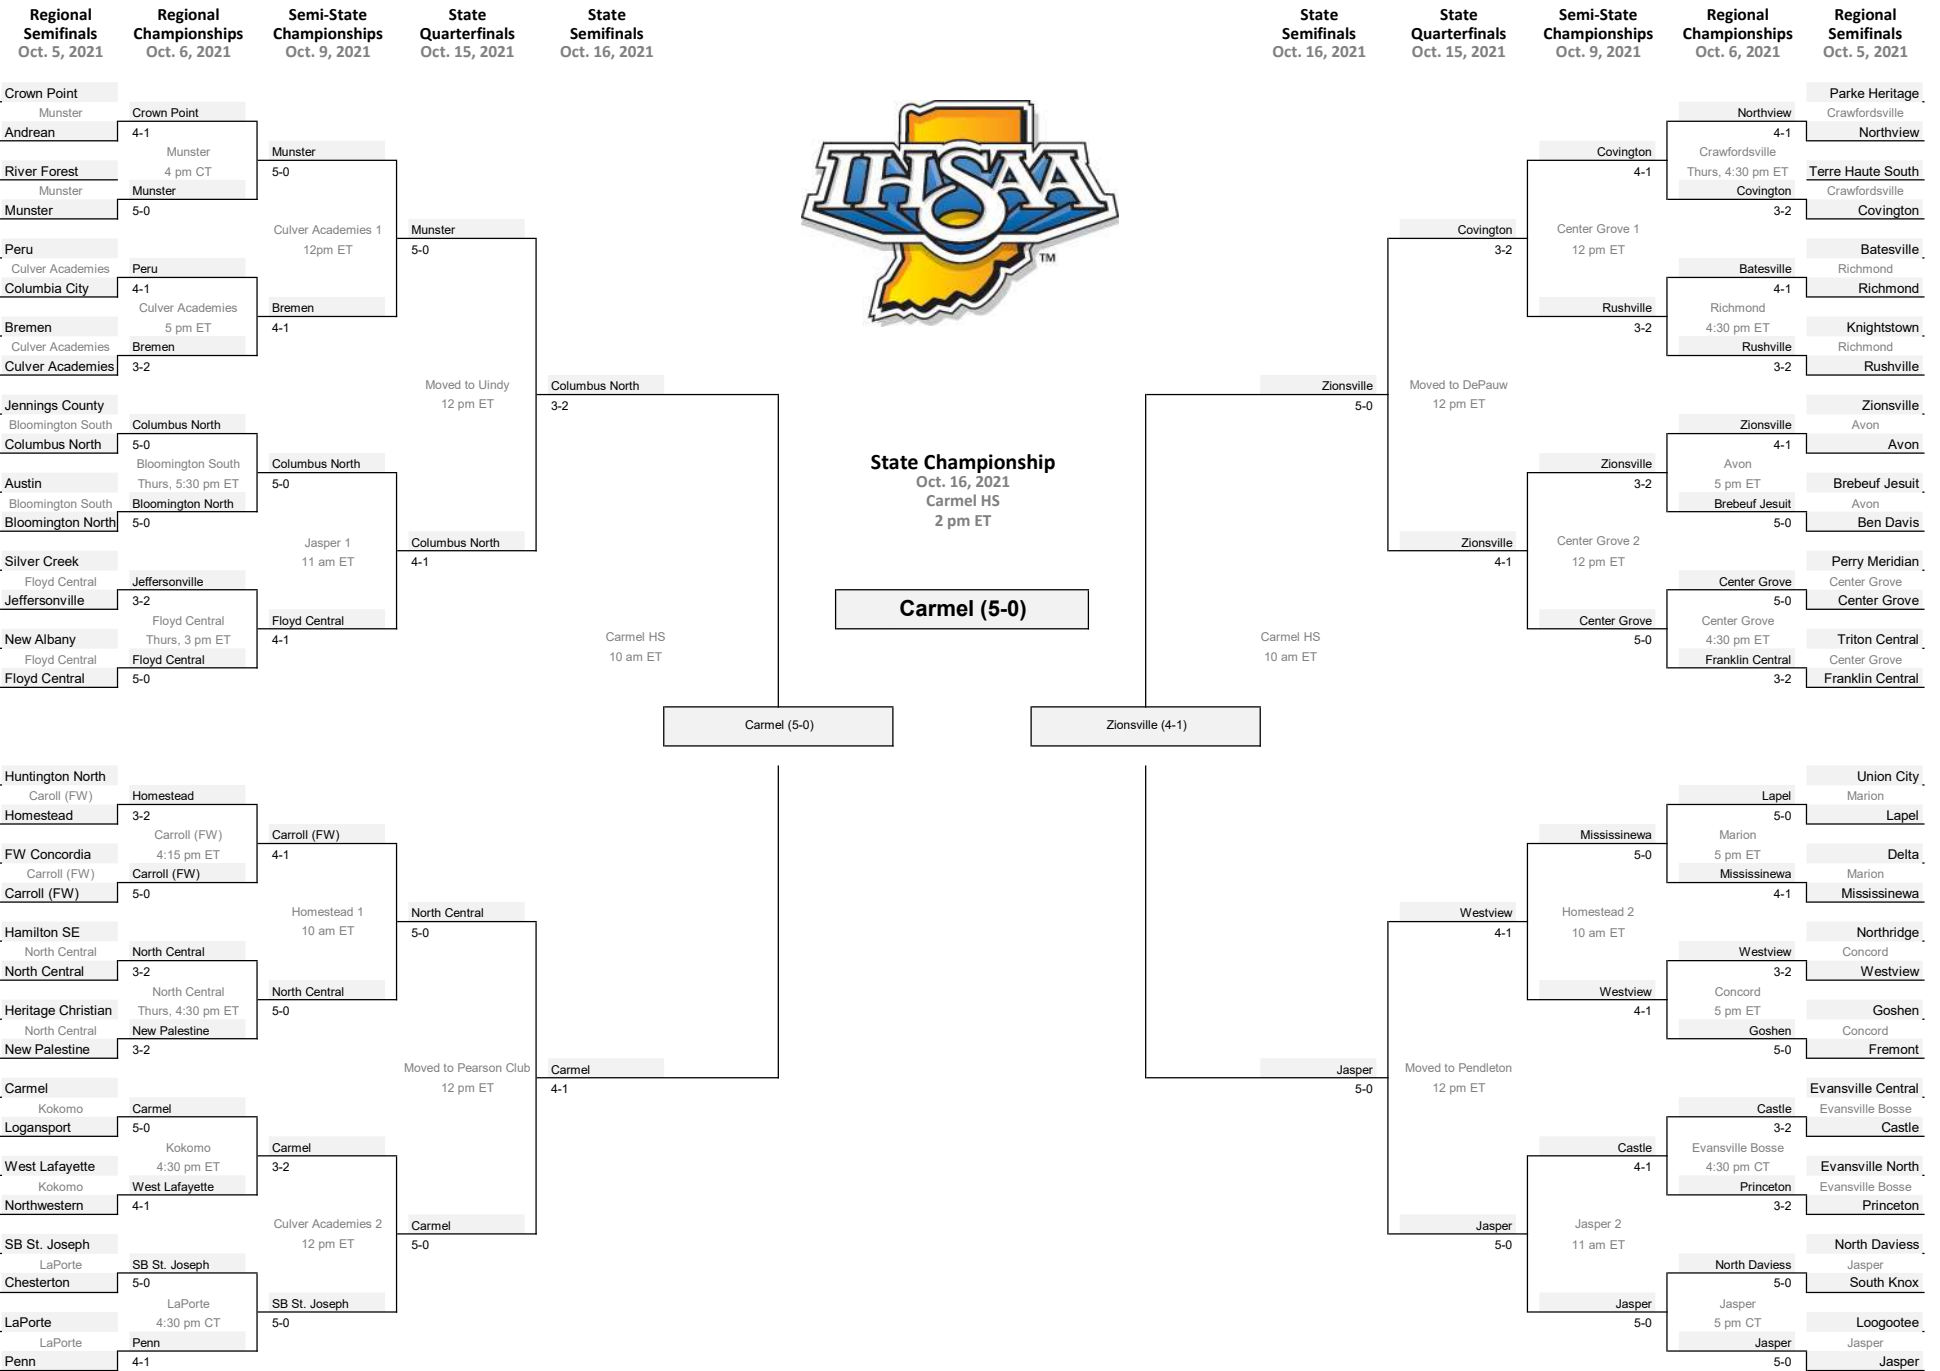 Regional
Semifinals
Oct. 5, 2021
Regional
Championships
Oct. 6, 2021
Semi-State
Championships
Oct. 9, 2021
State
Quarterfinals
Oct. 15, 2021
State
Semifinals
Oct. 16, 2021
Crown Point
Munster
Andrean
River Forest
Munster
Munster
Peru
Culver Academies
Columbia City
Bremen
Culver Academies
Culver Academies
Jennings County
Bloomington South
Columbus North
Austin
Bloomington South
Bloomington North
Silver Creek
Floyd Central
Jeffersonville
New Albany
Floyd Central
Floyd Central
Huntington North
Caroll (FW)
Homestead
FW Concordia
Carroll (FW)
Carroll (FW)
Hamilton SE
North Central
North Central
Heritage Christian
North Central
New Palestine
Carmel
Kokomo
Logansport
West Lafayette
Kokomo
Northwestern
SB St. Joseph
LaPorte
Chesterton
LaPorte
LaPorte
Penn
Crown Point
4-1
Munster
4 pm CT
Munster
5-0
Peru
4-1
Culver Academies
5 pm ET
Bremen
3-2
Columbus North
5-0
Bloomington South
Thurs, 5:30 pm ET
Bloomington North
5-0
Jeffersonville
3-2
Floyd Central
Thurs, 3 pm ET
Floyd Central
5-0
Homestead
3-2
Carroll (FW)
4:15 pm ET
Carroll (FW)
5-0
North Central
3-2
North Central
Thurs, 4:30 pm ET
New Palestine
3-2
Carmel
5-0
Kokomo
4:30 pm ET
West Lafayette
4-1
SB St. Joseph
5-0
LaPorte
4:30 pm CT
Penn
4-1
Munster
5-0
Culver Academies 1
12pm ET
Bremen
4-1
Columbus North
5-0
Jasper 1
11 am ET
Floyd Central
4-1
Carroll (FW)
4-1
Homestead 1
10 am ET
North Central
5-0
Carmel
3-2
Culver Academies 2
12 pm ET
SB St. Joseph
5-0
Munster
5-0
Moved to Uindy
12 pm ET
Columbus North
4-1
North Central
5-0
Moved to Pearson Club
12 pm ET
Carmel
5-0
Columbus North
3-2
Carmel HS
10 am ET
Carmel
4-1
IHSAA
TM
State Championship
Oct. 16, 2021
Carmel HS
2 pm ET
Carmel (5-0)
Carmel (5-0)
Zionsville (4-1)
State
Semifinals
Oct. 16, 2021
State
Quarterfinals
Oct. 15, 2021
Semi-State
Championships
Oct. 9, 2021
Regional
Championships
Oct. 6, 2021
Regional
Semifinals
Oct. 5, 2021
Zionsville
5-0
Carmel HS
10 am ET
Jasper
5-0
Covington
3-2
Moved to DePauw
12 pm ET
Zionsville
4-1
Westview
4-1
Moved to Pendleton
12 pm ET
Jasper
5-0
Covington
4-1
Center Grove 1
12 pm ET
Rushville
3-2
Zionsville
3-2
Center Grove 2
12 pm ET
Center Grove
5-0
Mississinewa
5-0
Homestead 2
10 am ET
Westview
4-1
Castle
4-1
Jasper 2
11 am ET
Jasper
5-0
Northview
4-1
Crawfordsville
Thurs, 4:30 pm ET
Covington
3-2
Batesville
4-1
Richmond
4:30 pm ET
Rushville
3-2
Zionsville
4-1
Avon
5 pm ET
Brebeuf Jesuit
5-0
Center Grove
5-0
Center Grove
4:30 pm ET
Franklin Central
3-2
Lapel
5-0
Marion
5 pm ET
Mississinewa
4-1
Westview
3-2
Concord
5 pm ET
Goshen
5-0
Castle
3-2
Evansville Bosse
4:30 pm CT
Princeton
3-2
North Daviess
5-0
Jasper
5 pm CT
Jasper
5-0
Parke Heritage
Crawfordsville
Northview
Terre Haute South
Crawfordsville
Covington
Batesville
Richmond
Richmond
Knightstown
Richmond
Rushville
Zionsville
Avon
Avon
Brebeuf Jesuit
Avon
Ben Davis
Perry Meridian
Center Grove
Center Grove
Triton Central
Center Grove
Franklin Central
Union City
Marion
Lapel
Delta
Marion
Mississinewa
Northridge
Concord
Westview
Goshen
Concord
Fremont
Evansville Central
Evansville Bosse
Castle
Evansville North
Evansville Bosse
Princeton
North Daviess
Jasper
South Knox
Loogootee
Jasper
Jasper